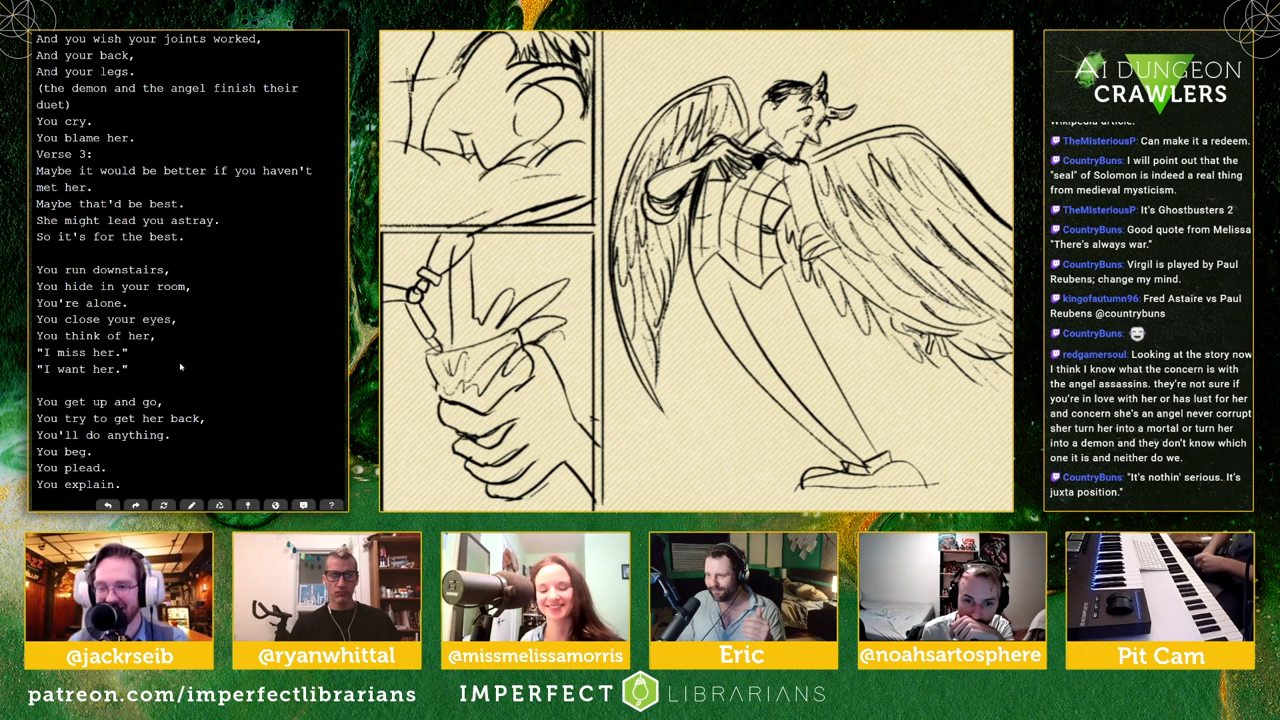 And you wish your joints worked,
And your back,
And your legs.
(the demon and the angel finish their
duet)
You cry.
You blame her.
Verse 3:
Maybe it would be better if you haven't
met her.
Maybe that'd be best.
She might lead you astray.
So it's for the best.
You run downstairs,
You hide in your room,
You're alone.
You close your eyes,
You think of her,
"I miss her."
"I want her."
You get up and go,
You try to get her back,
You'll do anything.
You beg.
You plead.
You explain.
?
AI DUNGEON
CRAWLERS
Wikipedia article.
TheMisteriousP: Can make it a redeem.
CountryBuns: I will point out that the
"seal" of Solomon is indeed a real thing
from medieval mysticism.
TheMisteriousP: It's Ghostbusters 2
CountryBuns: Good quote from Melissa
"There's always war."
CountryBuns: Virgil is played by Paul
Reubens; change my mind.
kingofautumn96: Fred Astaire vs Paul
Reubens @countrybuns
CountryBuns:
redgamersoul: Looking at the story now
I think I know what the concern is with
the angel assassins. they're not sure if
you're in love with her or has lust for her
and concern she's an angel never corrupt
sher turn her into a mortal or turn her
into a demon and they don't know which
one it is and neither do we.
CountryBuns: "It's nothin' serious. It's
juxta position."
@jackrseib
@ryanwhittal
@missmelissamorris
Eric
@noahsartosphere
Pit Cam
patreon.com/imperfectlibrarians
IMPERFECT LIBRARIANS